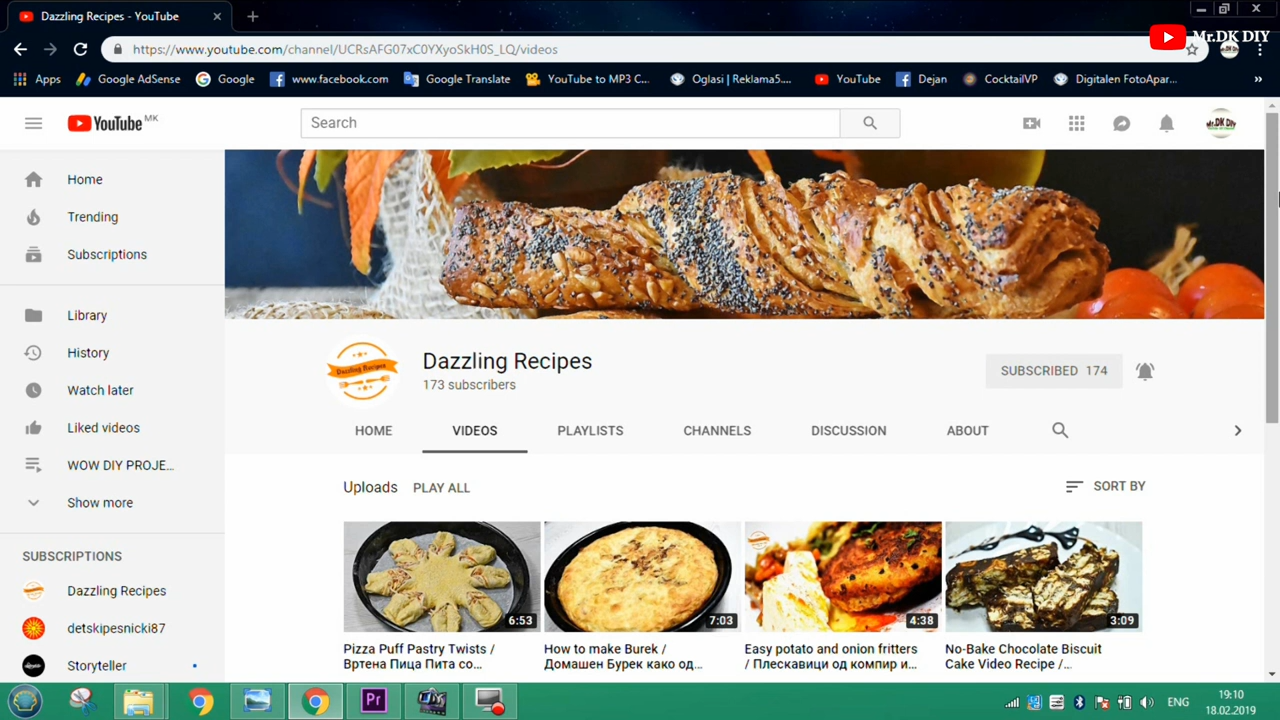 Dazzling Recipes - YouTube
Mr.DK DIY
https://www.youtube.com/channel/UCRsAFG07xC0YXyoSkH0S_LQ/videos
Apps
Google AdSense
Google
www.facebook.com
Google Translate
YouTube to MP3 C...
Oglasi | Reklama5....
YouTube
Dejan
CocktailVP
Digitalen FotoApar...
YouTube MK
Search
Mr.DK DIY
Home
Trending
Subscriptions
Library
History
Watch later
Liked videos
WOW DIY PROJE...
Show more
SUBSCRIPTIONS
Dazzling Recipes
detskipesnicki87
Storyteller
Dazzling Recipes
Dazzling Recipes
173 subscribers
SUBSCRIBED 174
HOME
VIDEOS
PLAYLISTS
CHANNELS
DISCUSSION
ABOUT
Uploads
PLAY ALL
SORT BY
6:53
7:03
4:38
3:09
Pizza Puff Pastry Twists /
Вртена Пица Пита со...
How to make Burek /
Домашен Бурек како од...
Easy potato and onion fritters
/ Плескавици од компир и...
No-Bake Chocolate Biscuit
Cake Video Recipe /...
Pr
ENG
19:10
18.02.2019